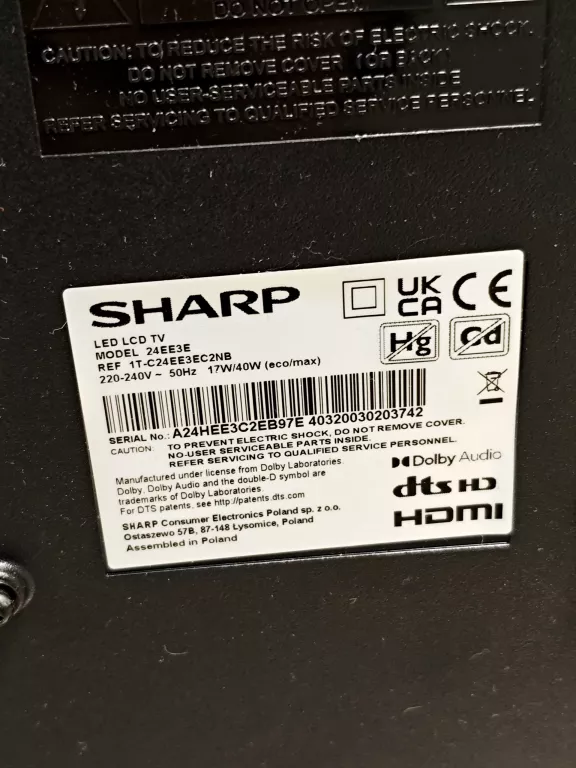 DO NOT OPEN
CAUTION: TO REDUCE THE RISK OF ELECTRIC SHOCK,
DO NOT REMOVE COVER (OR BACK)
NO USER-SERVICEABLE PARTS INSIDE
REFER SERVICING TO QUALIFIED SERVICE PERSONNEL
SHARP
UK
CA
CE
LED LCD TV
MODEL 24EE3E
REF 1T-C24EE3EC2NB
220-240V ~ 50Hz 17W/40W (eco/max)
Hg
Cd
SERIAL No.: A24HEE3C2EB97E 40320030203742
CAUTION: TO PREVENT ELECTRIC SHOCK, DO NOT REMOVE COVER.
NO-USER SERVICEABLE PARTS INSIDE.
REFER SERVICING TO QUALIFIED SERVICE PERSONNEL.
Manufactured under license from Dolby Laboratories.
Dolby, Dolby Audio and the double-D symbol are
trademarks of Dolby Laboratories.
For DTS patents, see http://patents.dts.com
Dolby Audio
dts HD
HDMI
SHARP Consumer Electronics Poland sp. z o.o.
Ostaszewo 57B, 87-148 Lysomice, Poland
Assembled in Poland